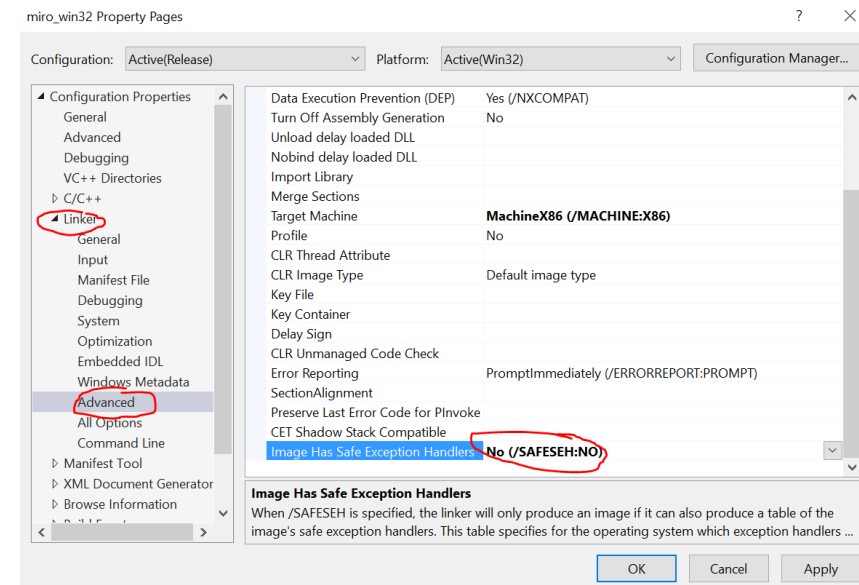 miro_win32 Property Pages
?
Configuration: Active(Release) Platform: Active(Win32) Configuration Manager...
Configuration Properties
General
Advanced
Debugging
VC++ Directories
C/C++
Linker
General
Input
Manifest File
Debugging
System
Optimization
Embedded IDL
Windows Metadata
Advanced
All Options
Command Line
Manifest Tool
XML Document Generator
Browse Information
Data Execution Prevention (DEP) Yes (/NXCOMPAT)
Turn Off Assembly Generation No
Unload delay loaded DLL
Nobind delay loaded DLL
Import Library
Merge Sections
Target Machine MachineX86 (/MACHINE:X86)
Profile No
CLR Thread Attribute
CLR Image Type Default image type
Key File
Key Container
Delay Sign
CLR Unmanaged Code Check
Error Reporting PromptImmediately (/ERRORREPORT:PROMPT)
SectionAlignment
Preserve Last Error Code for PInvoke
CET Shadow Stack Compatible
Image Has Safe Exception Handlers No (/SAFESEH:NO)
Image Has Safe Exception Handlers
When /SAFESEH is specified, the linker will only produce an image if it can also produce a table of the
image's safe exception handlers. This table specifies for the operating system which exception handlers ...
OK Cancel Apply